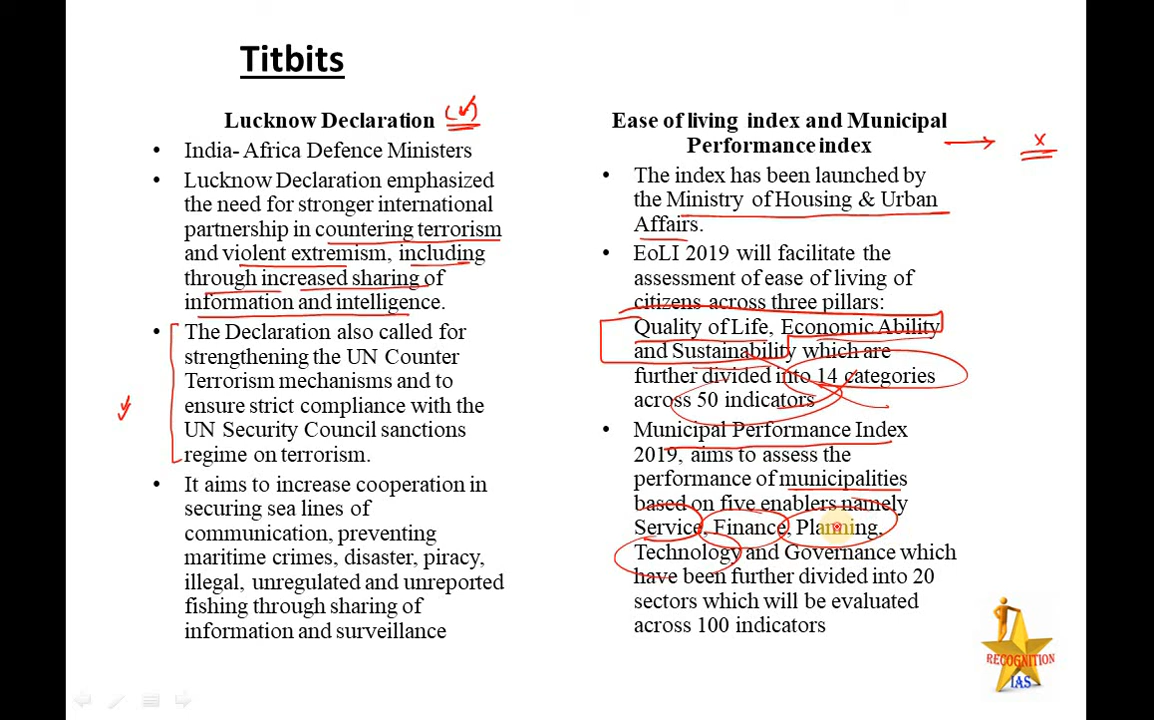 Titbits
Lucknow Declaration
India- Africa Defence Ministers
Lucknow Declaration emphasized
the need for stronger international
partnership in countering terrorism
and violent extremism, including
through increased sharing of
information and intelligence.
The Declaration also called for
strengthening the UN Counter
Terrorism mechanisms and to
ensure strict compliance with the
UN Security Council sanctions
regime on terrorism.
It aims to increase cooperation in
securing sea lines of
communication, preventing
maritime crimes, disaster, piracy,
illegal, unregulated and unreported
fishing through sharing of
information and surveillance
Ease of living index and Municipal
Performance index
The index has been launched by
the Ministry of Housing & Urban
Affairs.
EoLI 2019 will facilitate the
assessment of ease of living of
citizens across three pillars:
Quality of Life, Economic Ability
and Sustainability which are
further divided into 14 categories
across 50 indicators
Municipal Performance Index
2019, aims to assess the
performance of municipalities
based on five enablers namely
Service, Finance, Planning,
Technology and Governance which
have been further divided into 20
sectors which will be evaluated
across 100 indicators
RECOGNITION
IAS